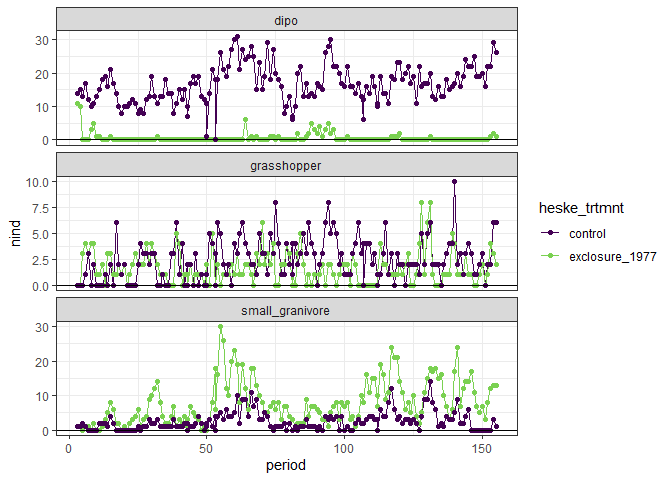 dipo
30
20
10
0
grasshopper
10.0
7.5
5.0
2.5
0.0
small_granivore
30
20
10
0
0
50
100
150
period
nind
heske_trtmnt
control
exclosure_1977